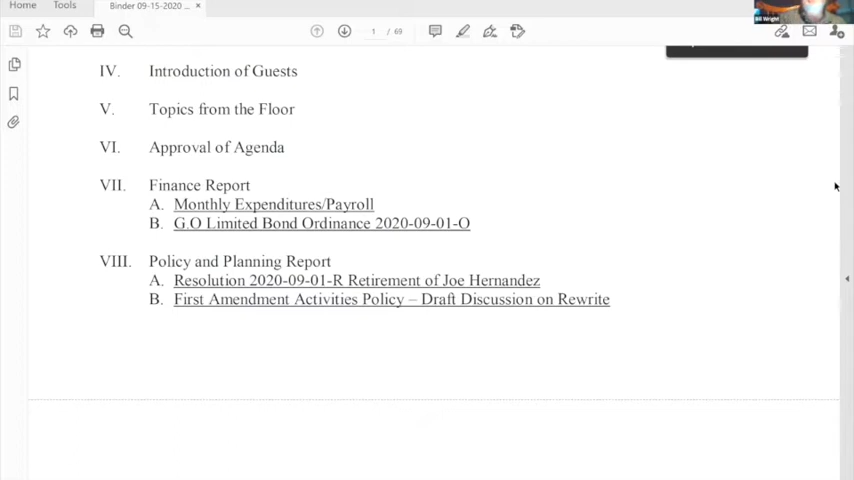 Home Tools Binder 09-15-2020 ... ×
Bill Wright
1 / 69
IV. Introduction of Guests
V. Topics from the Floor
VI. Approval of Agenda
VII. Finance Report
A. Monthly Expenditures/Payroll
B. G.O Limited Bond Ordinance 2020-09-01-O
VIII. Policy and Planning Report
A. Resolution 2020-09-01-R Retirement of Joe Hernandez
B. First Amendment Activities Policy – Draft Discussion on Rewrite